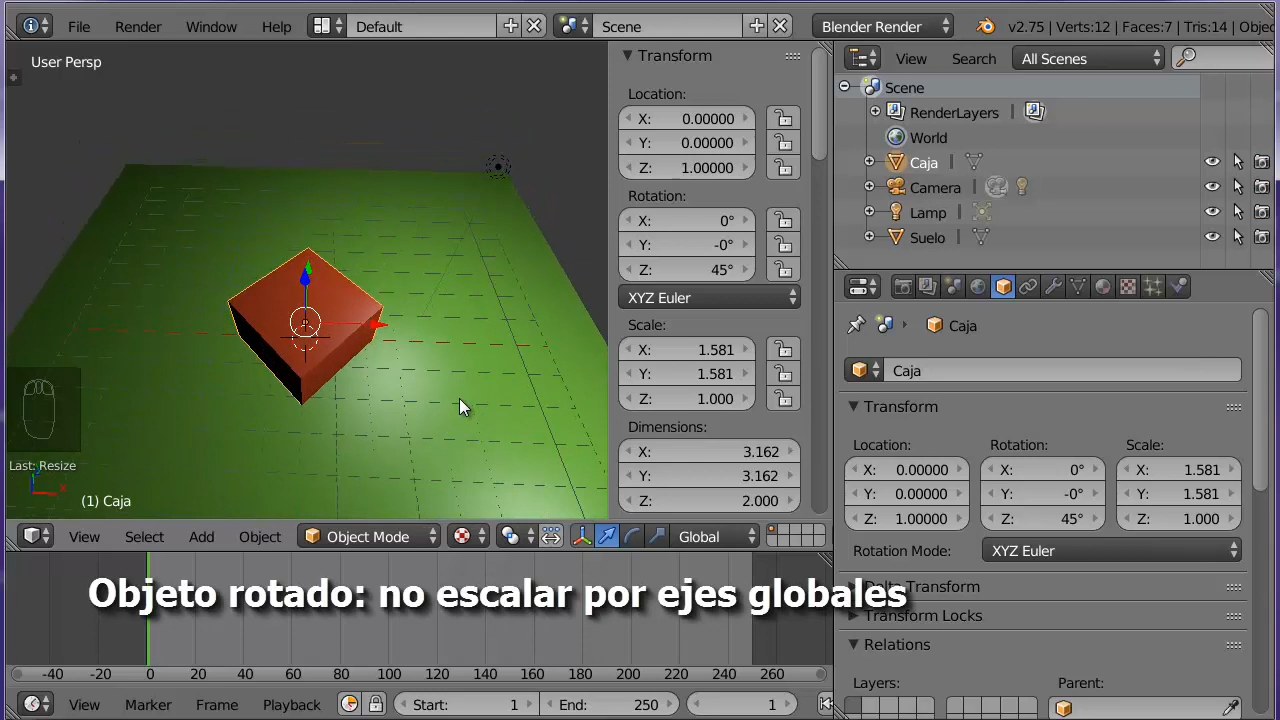 File Render Window Help Default Scene Blender Render v2.75 | Verts:12 | Faces:7 | Tris:14 | Objec
User Persp
Transform
Location:
X: 0.00000
Y: 0.00000
Z: 1.00000
Rotation:
X: 0°
Y: -0°
Z: 45°
XYZ Euler
Scale:
X: 1.581
Y: 1.581
Z: 1.000
Dimensions:
X: 3.162
Y: 3.162
Z: 2.000
View Search All Scenes
Scene
RenderLayers
World
Caja
Camera
Lamp
Suelo
Caja
Caja
Transform
Location: Rotation: Scale:
X: 0.00000 X: 0° X: 1.581
Y: 0.00000 Y: -0° Y: 1.581
Z: 1.00000 Z: 45° Z: 1.000
Rotation Mode: XYZ Euler
Delta Transform
Transform Locks
Relations
Layers: Parent:
Last: Resize
(1) Caja
View Select Add Object Object Mode Global
Objeto rotado: no escalar por ejes globales
-40 -20 0 20 40 60 80 100 120 140 160 180 200 220 240 260
View Marker Frame Playback Start: 1 End: 250 1